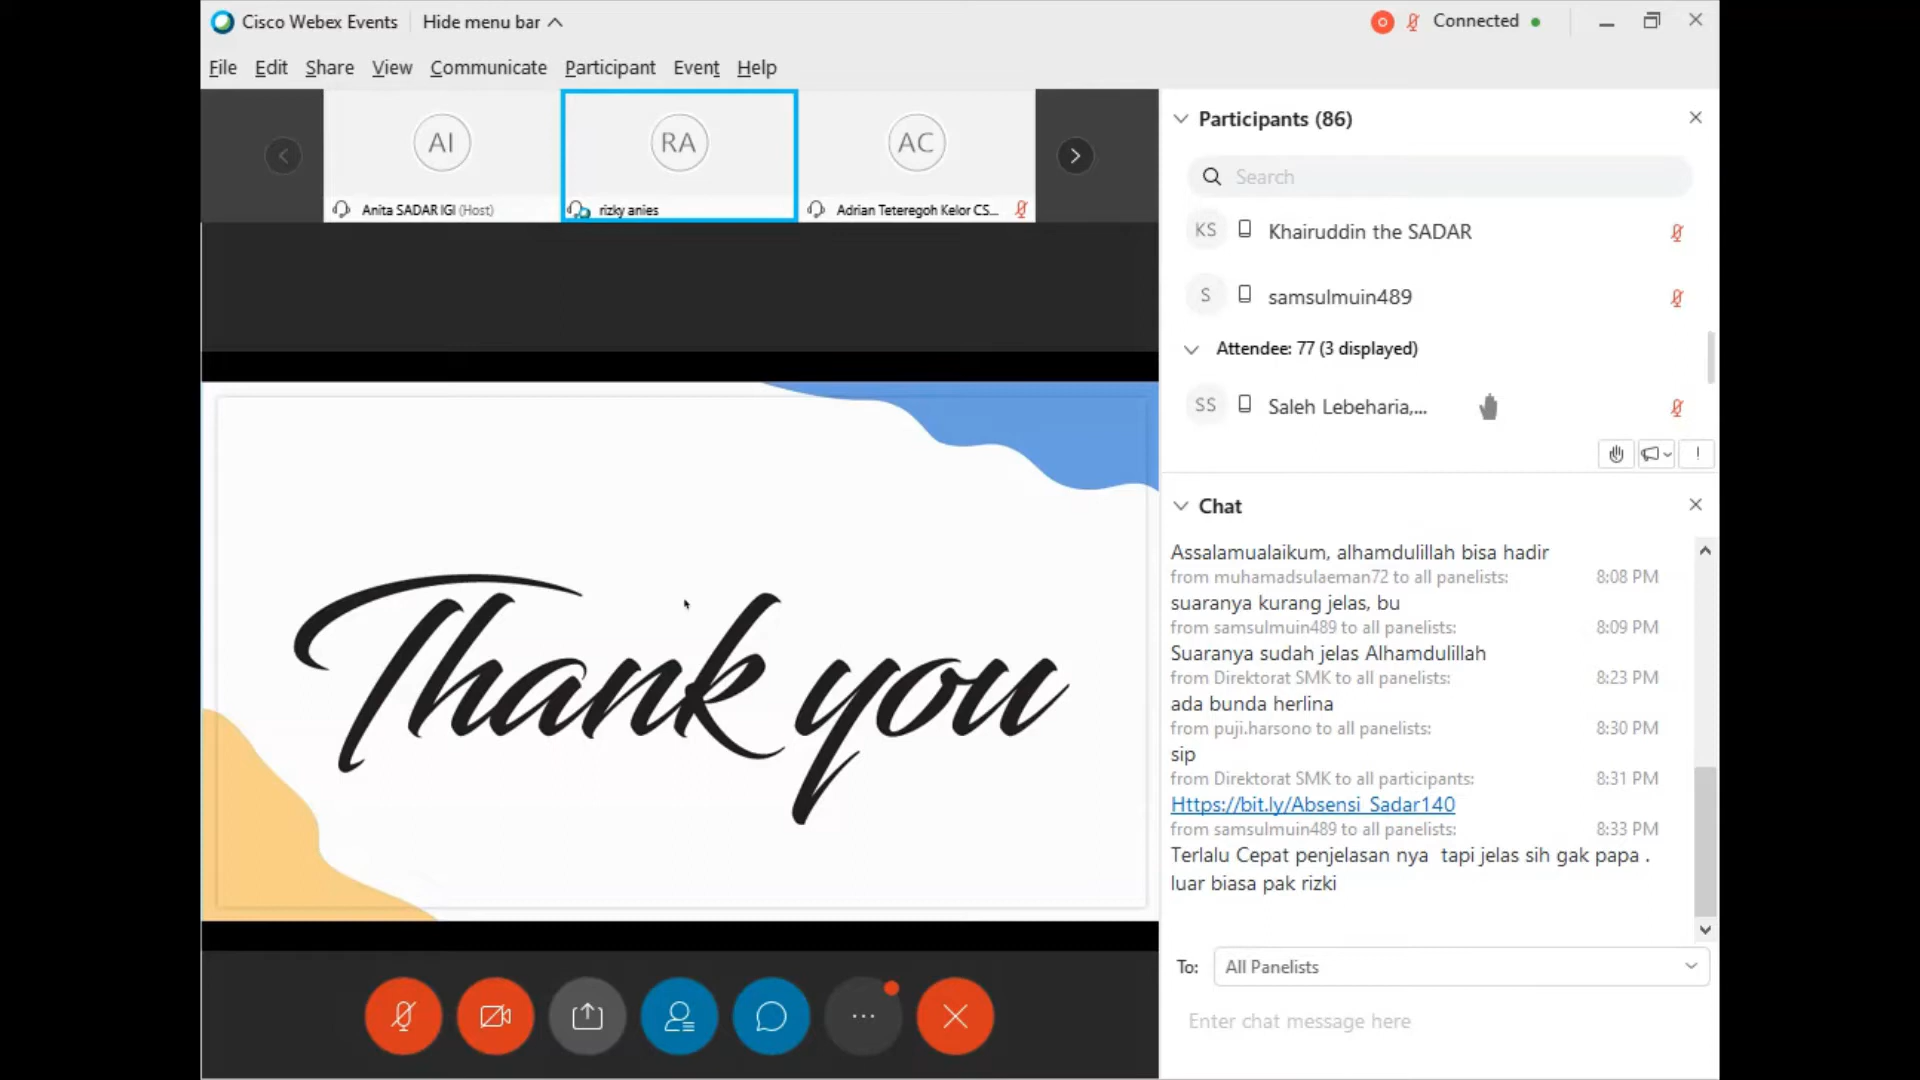 Cisco Webex Events
Hide menu bar
Connected
File Edit Share View Communicate Participant Event Help
AI
RA
AC
Anita SADAR IGI (Host)
rizky anies
Adrian Teteregoh Kelor CS...
Participants (86)
Search
KS
Khairuddin the SADAR
S
samsulmuin489
Attendee: 77 (3 displayed)
SS
Saleh Lebeharia,...
Thank you
Chat
Assalamualaikum, alhamdulillah bisa hadir
from muhamadsulaeman72 to all panelists: 8:08 PM
suaranya kurang jelas, bu
from samsulmuin489 to all panelists: 8:09 PM
Suaranya sudah jelas Alhamdulillah
from Direktorat SMK to all panelists: 8:23 PM
ada bunda herlina
from puji.harsono to all panelists: 8:30 PM
sip
from Direktorat SMK to all participants: 8:31 PM
Https://bit.ly/Absensi_Sadar140
from samsulmuin489 to all panelists: 8:33 PM
Terlalu Cepat penjelasan nya tapi jelas sih gak papa .
luar biasa pak rizki
To: All Panelists
Enter chat message here